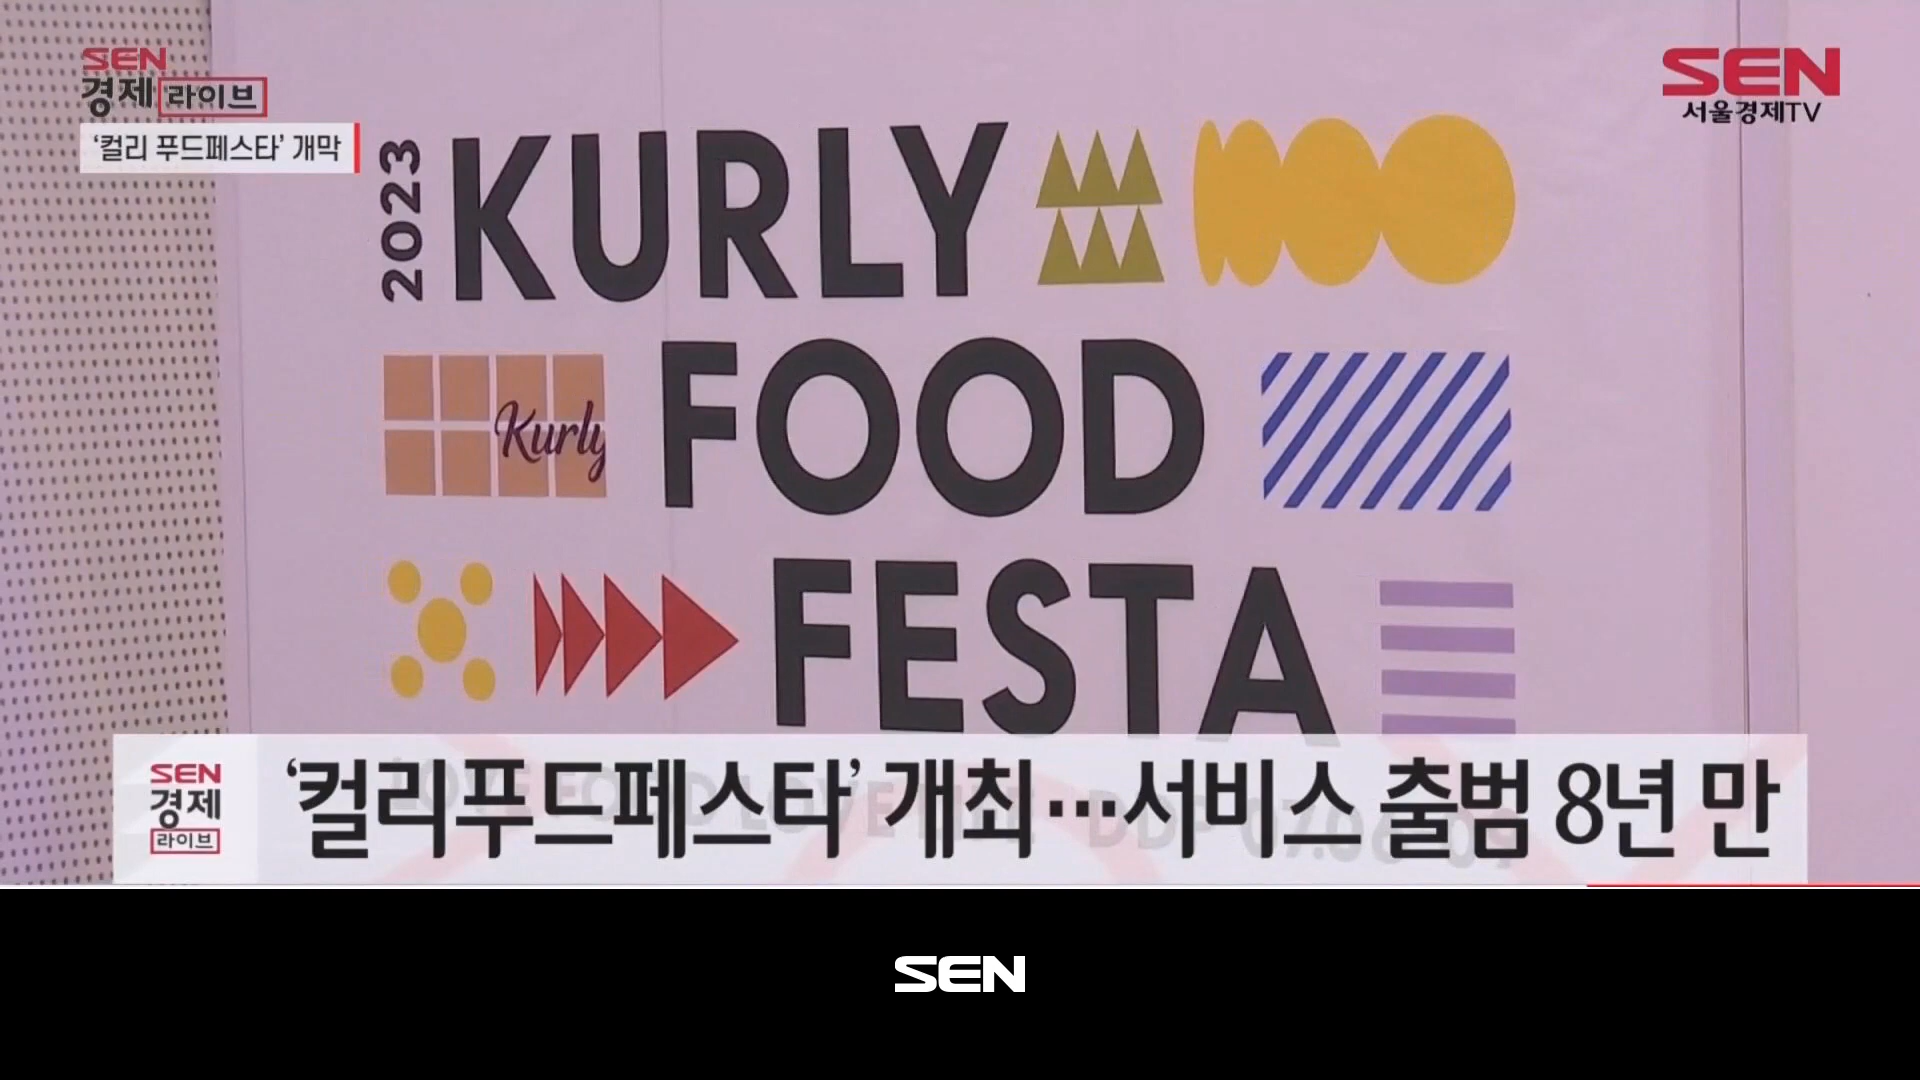 SEN
경제 라이브
‘컬리 푸드페스타’ 개막
SEN
서울경제TV
2023
KURLY
Kurly
FOOD
FESTA
SEN
경제
라이브
‘컬리푸드페스타’ 개최…서비스 출범 8년 만
SEN